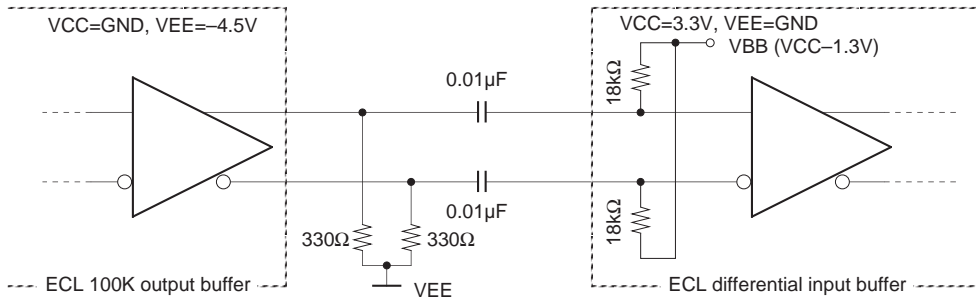 VCC=GND, VEE=–4.5V
VCC=3.3V, VEE=GND
VBB (VCC–1.3V)
0.01µF
18kΩ
0.01µF
18kΩ
330Ω
330Ω
VEE
ECL 100K output buffer
ECL differential input buffer